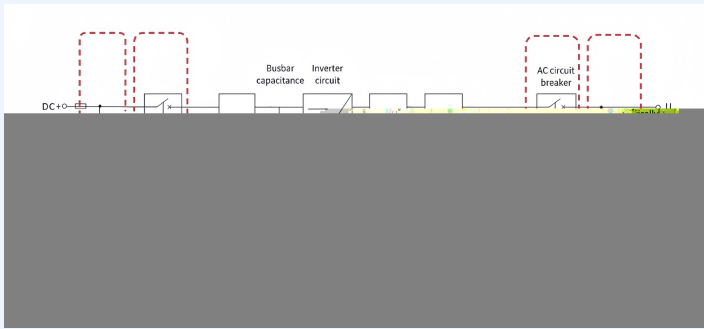 Busbar
capacitance
Inverter
circuit
AC circuit
breaker
DC+
U